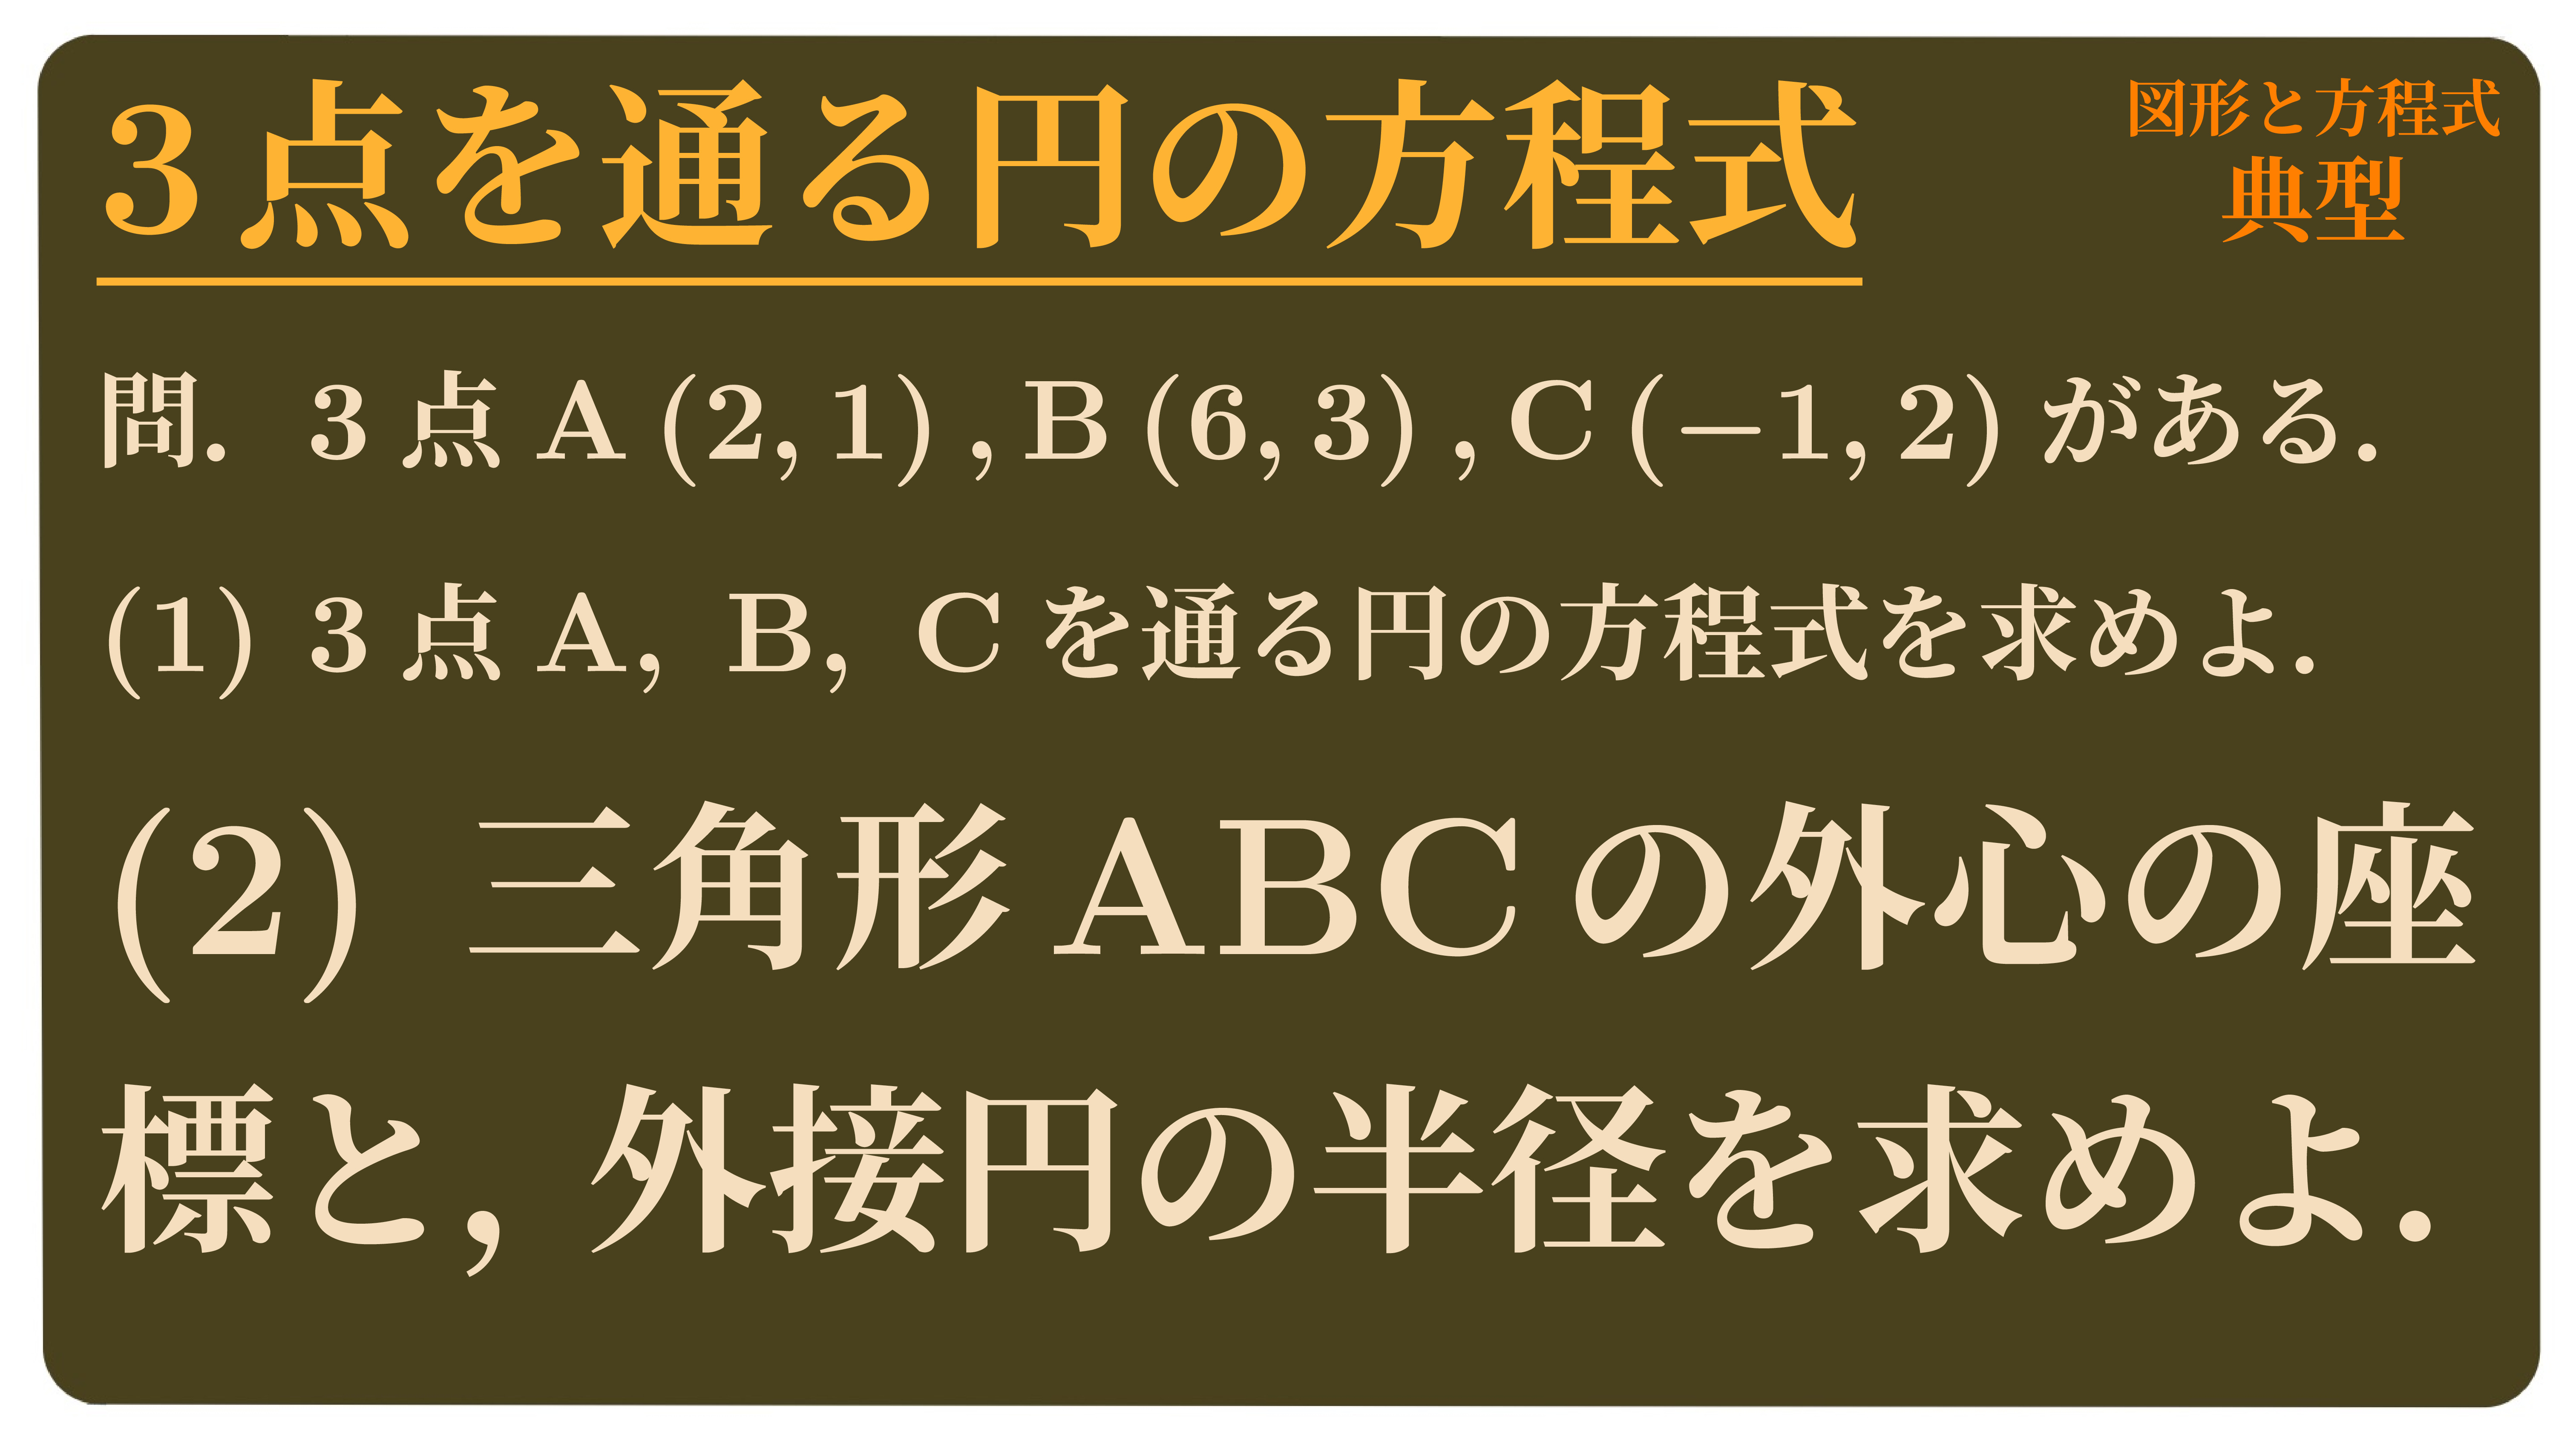 3点を通る円の方程式
図形と方程式
典型
問. 3点 A (2, 1) , B (6, 3) , C (−1, 2) がある.
(1) 3点 A, B, C を通る円の方程式を求めよ.
(2) 三角形 ABC の外心の座
標と, 外接円の半径を求めよ.